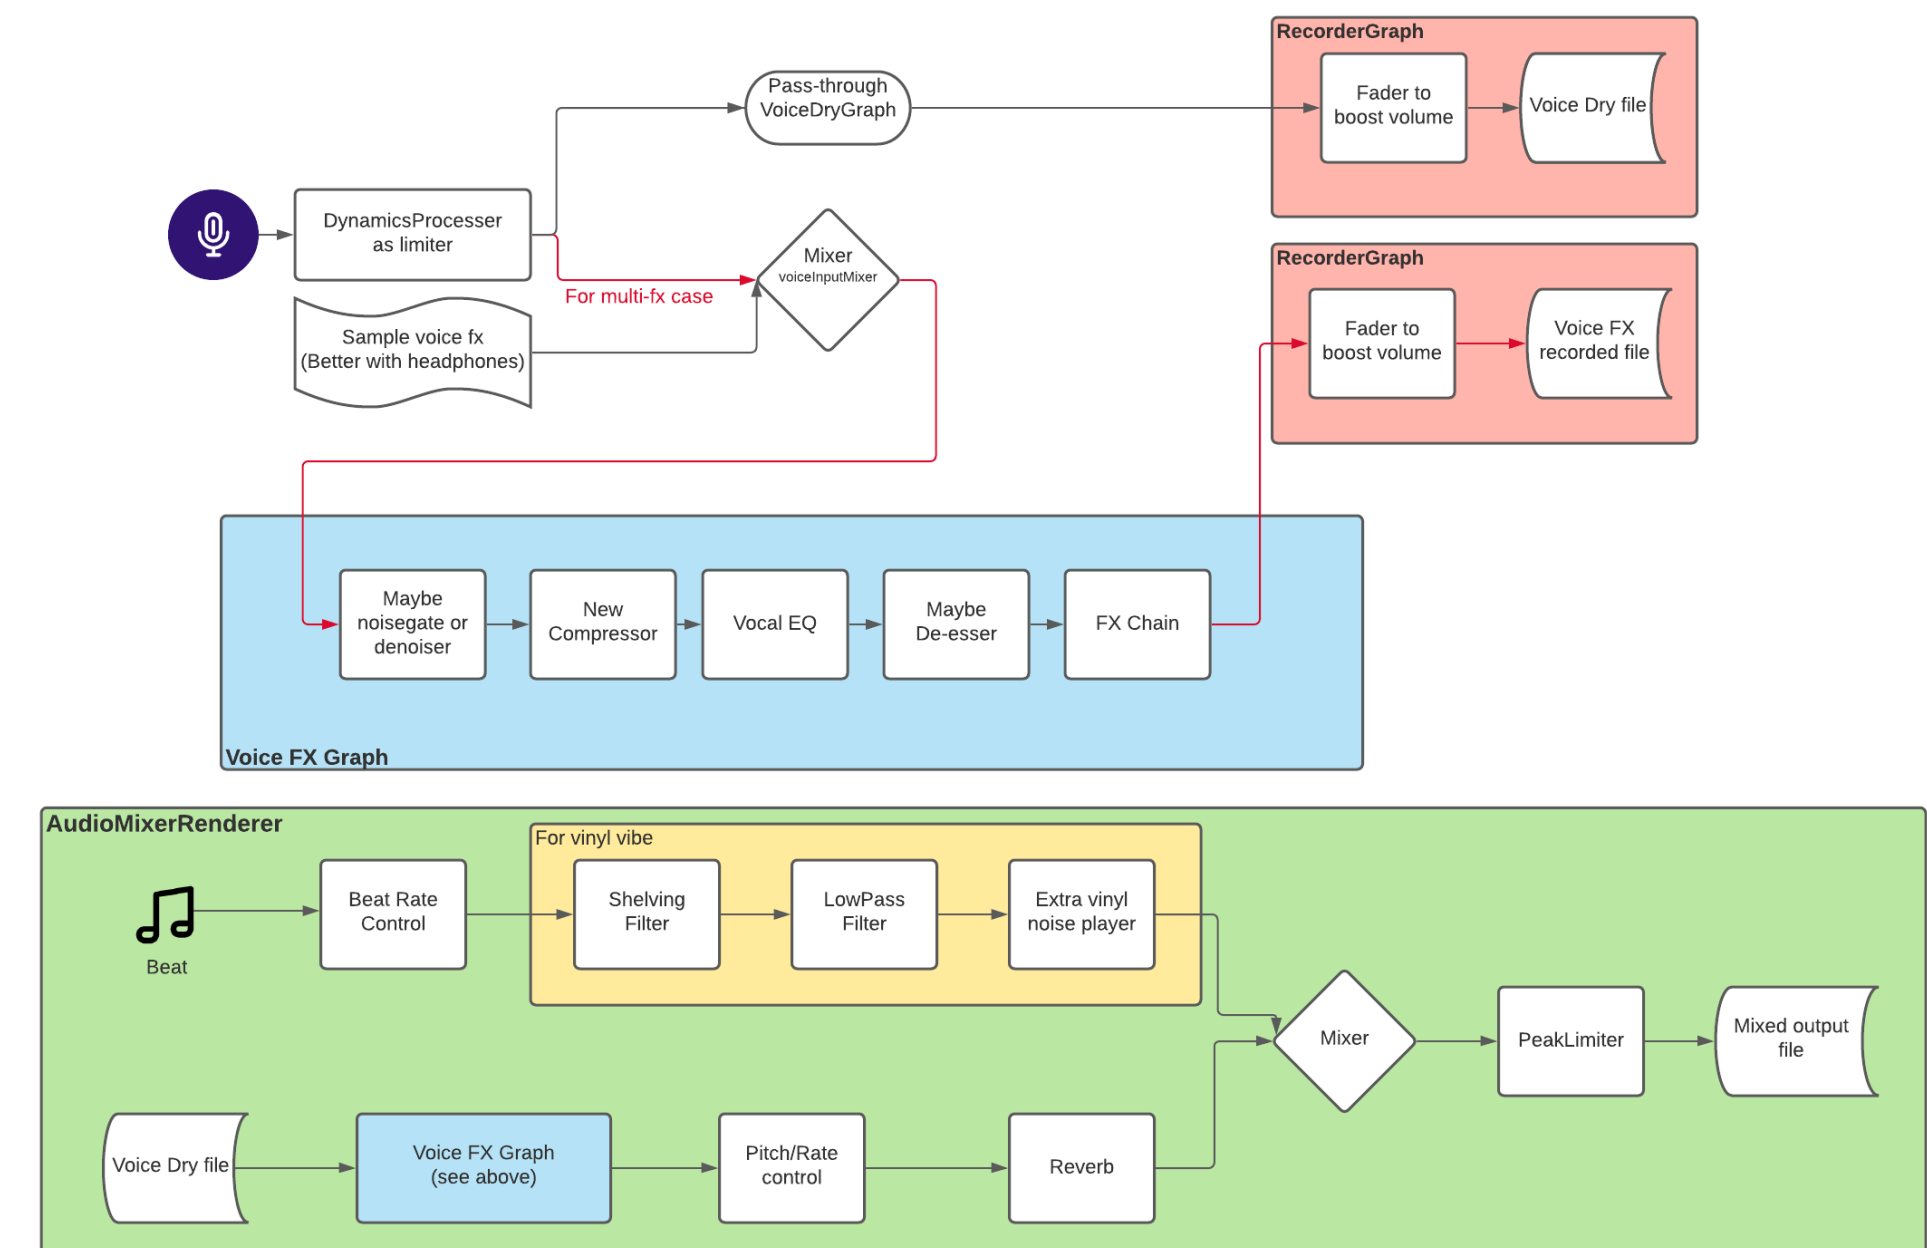 RecorderGraph
Pass-through
VoiceDryGraph
Fader to
boost volume
Voice Dry file
DynamicsProcesser
as limiter
Mixer
voiceInputMixer
For multi-fx case
Sample voice fx
(Better with headphones)
RecorderGraph
Fader to
boost volume
Voice FX
recorded file
Maybe
noisegate or
denoiser
New
Compressor
Vocal EQ
Maybe
De-esser
FX Chain
Voice FX Graph
AudioMixerRenderer
For vinyl vibe
Beat
Beat Rate
Control
Shelving
Filter
LowPass
Filter
Extra vinyl
noise player
Mixer
PeakLimiter
Mixed output
file
Voice Dry file
Voice FX Graph
(see above)
Pitch/Rate
control
Reverb